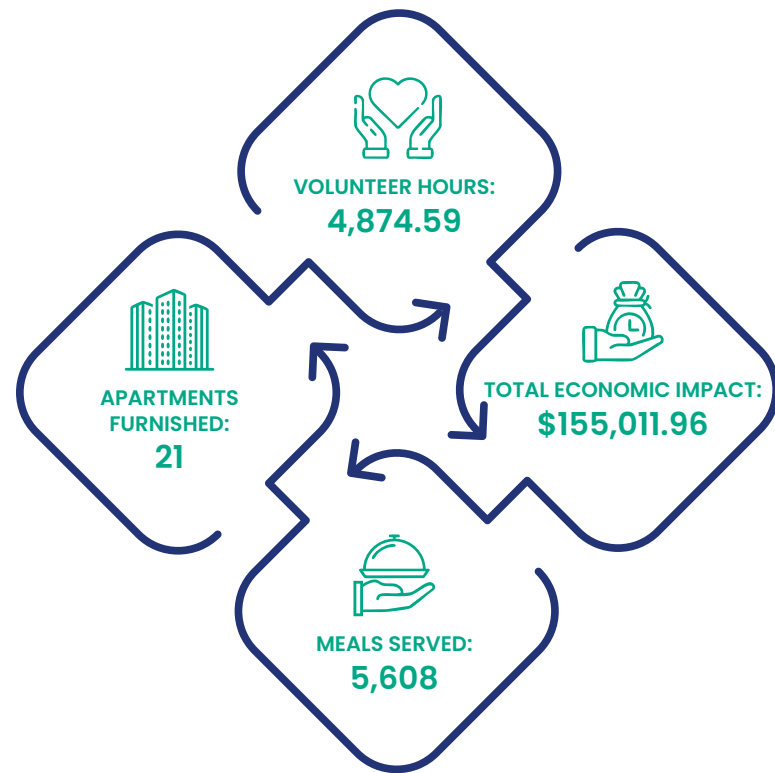 VOLUNTEER HOURS:
4,874.59
TOTAL ECONOMIC IMPACT:
$155,011.96
APARTMENTS
FURNISHED:
21
MEALS SERVED:
5,608